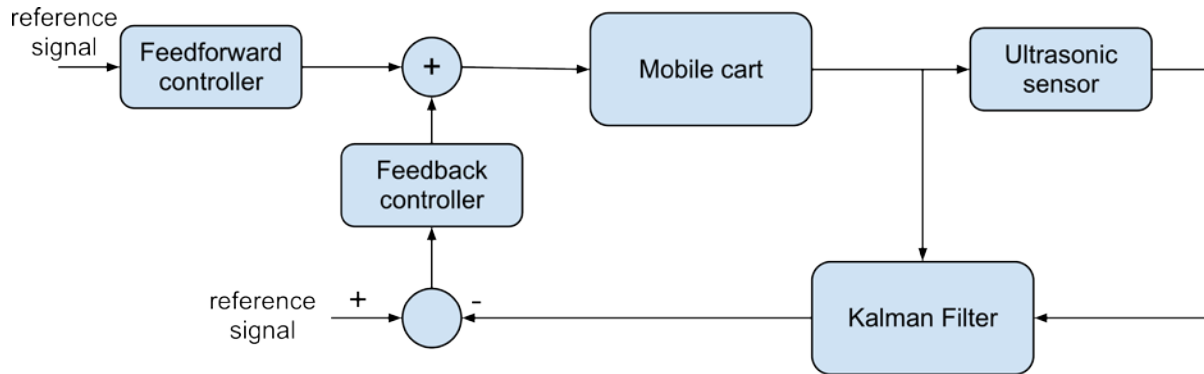 reference
signal
Feedforward
controller
+
Mobile cart
Ultrasonic
sensor
Feedback
controller
reference
signal
+
-
Kalman Filter